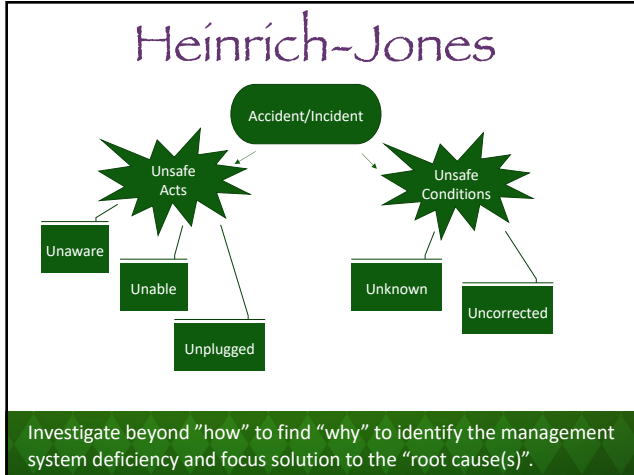 Heinrich-Jones
Accident/Incident
Unsafe
Acts
Unsafe
Conditions
Unaware
Unable
Unplugged
Unknown
Uncorrected
Investigate beyond ”how” to find “why” to identify the management
system deficiency and focus solution to the “root cause(s)”.